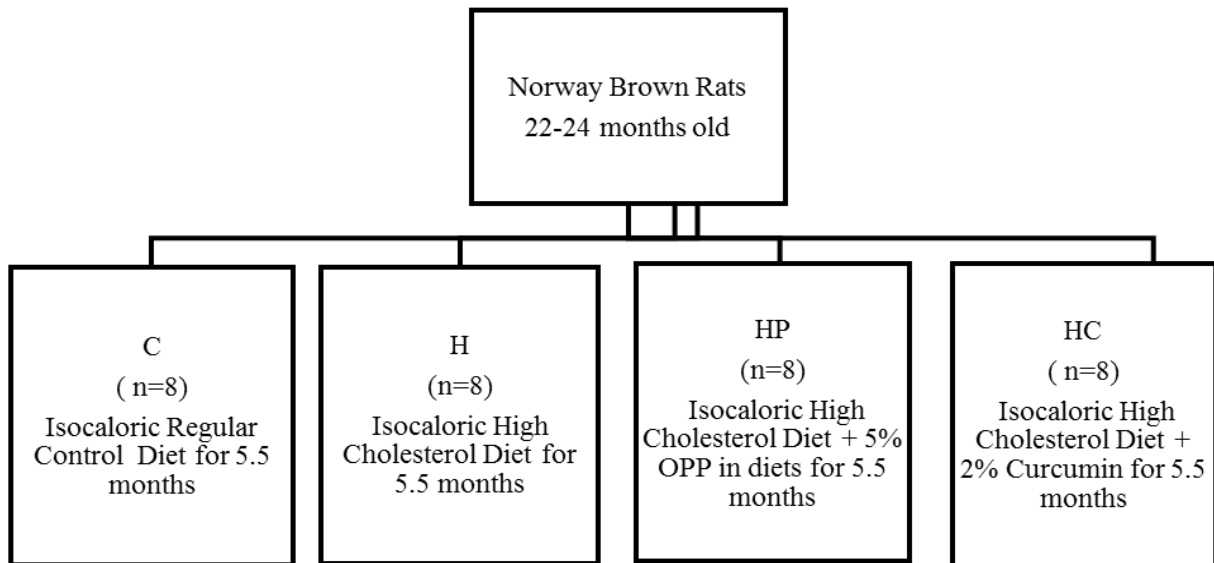 Norway Brown Rats
22-24 months old
C
( n=8)
Isocaloric Regular
Control Diet for 5.5
months
H
(n=8)
Isocaloric High
Cholesterol Diet for
5.5 months
HP
(n=8)
Isocaloric High
Cholesterol Diet + 5%
OPP in diets for 5.5
months
HC
( n=8)
Isocaloric High
Cholesterol Diet +
2% Curcumin for 5.5
months